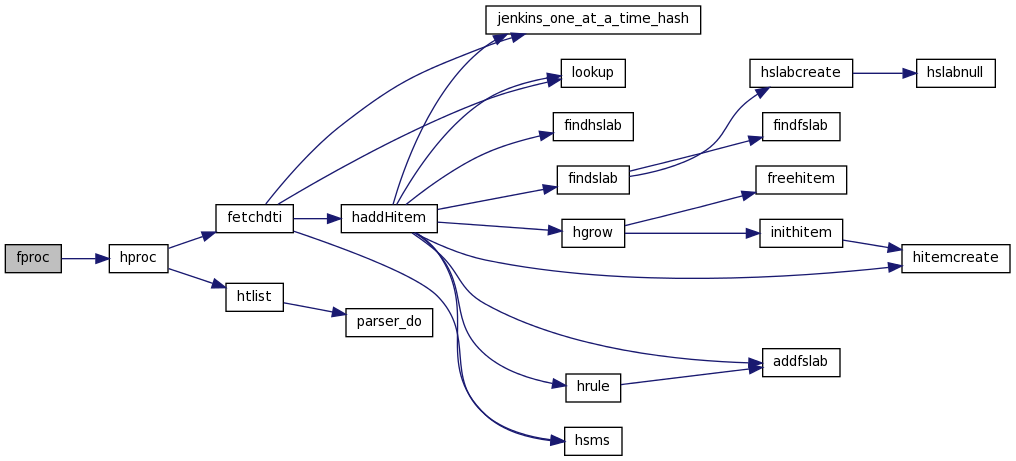 jenkins_one_at_a_time_hash
lookup
hslabcreate
hslabnull
findhslab
findfslab
findslab
freehitem
fetchdti
haddHitem
hgrow
inithitem
fproc
hproc
hitemcreate
htlist
parser_do
addfslab
hrule
hsms